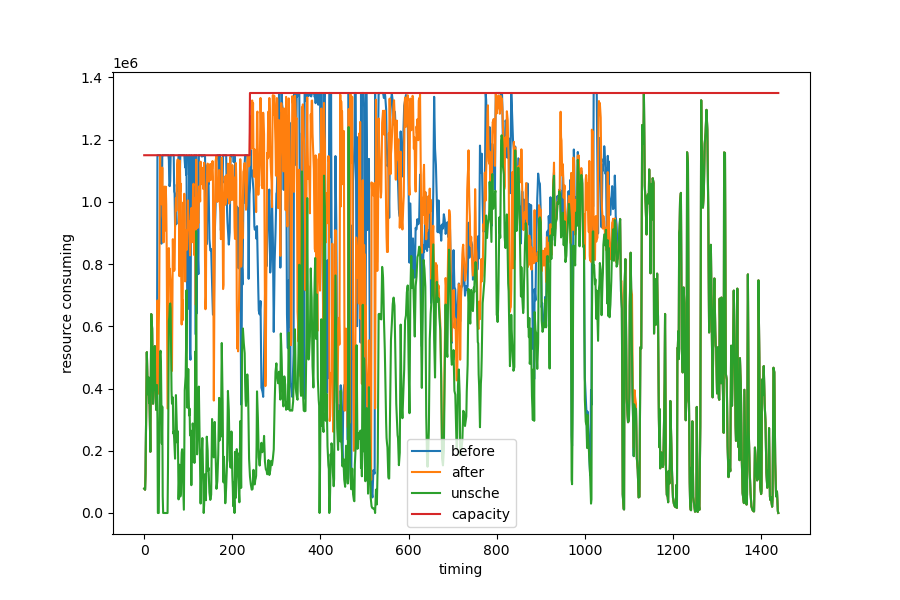 1e6
1.4
1.2
1.0
0.8
0.6
0.4
0.2
0.0
resource consuming
before
after
unsche
capacity
0 200 400 600 800 1000 1200 1400
timing